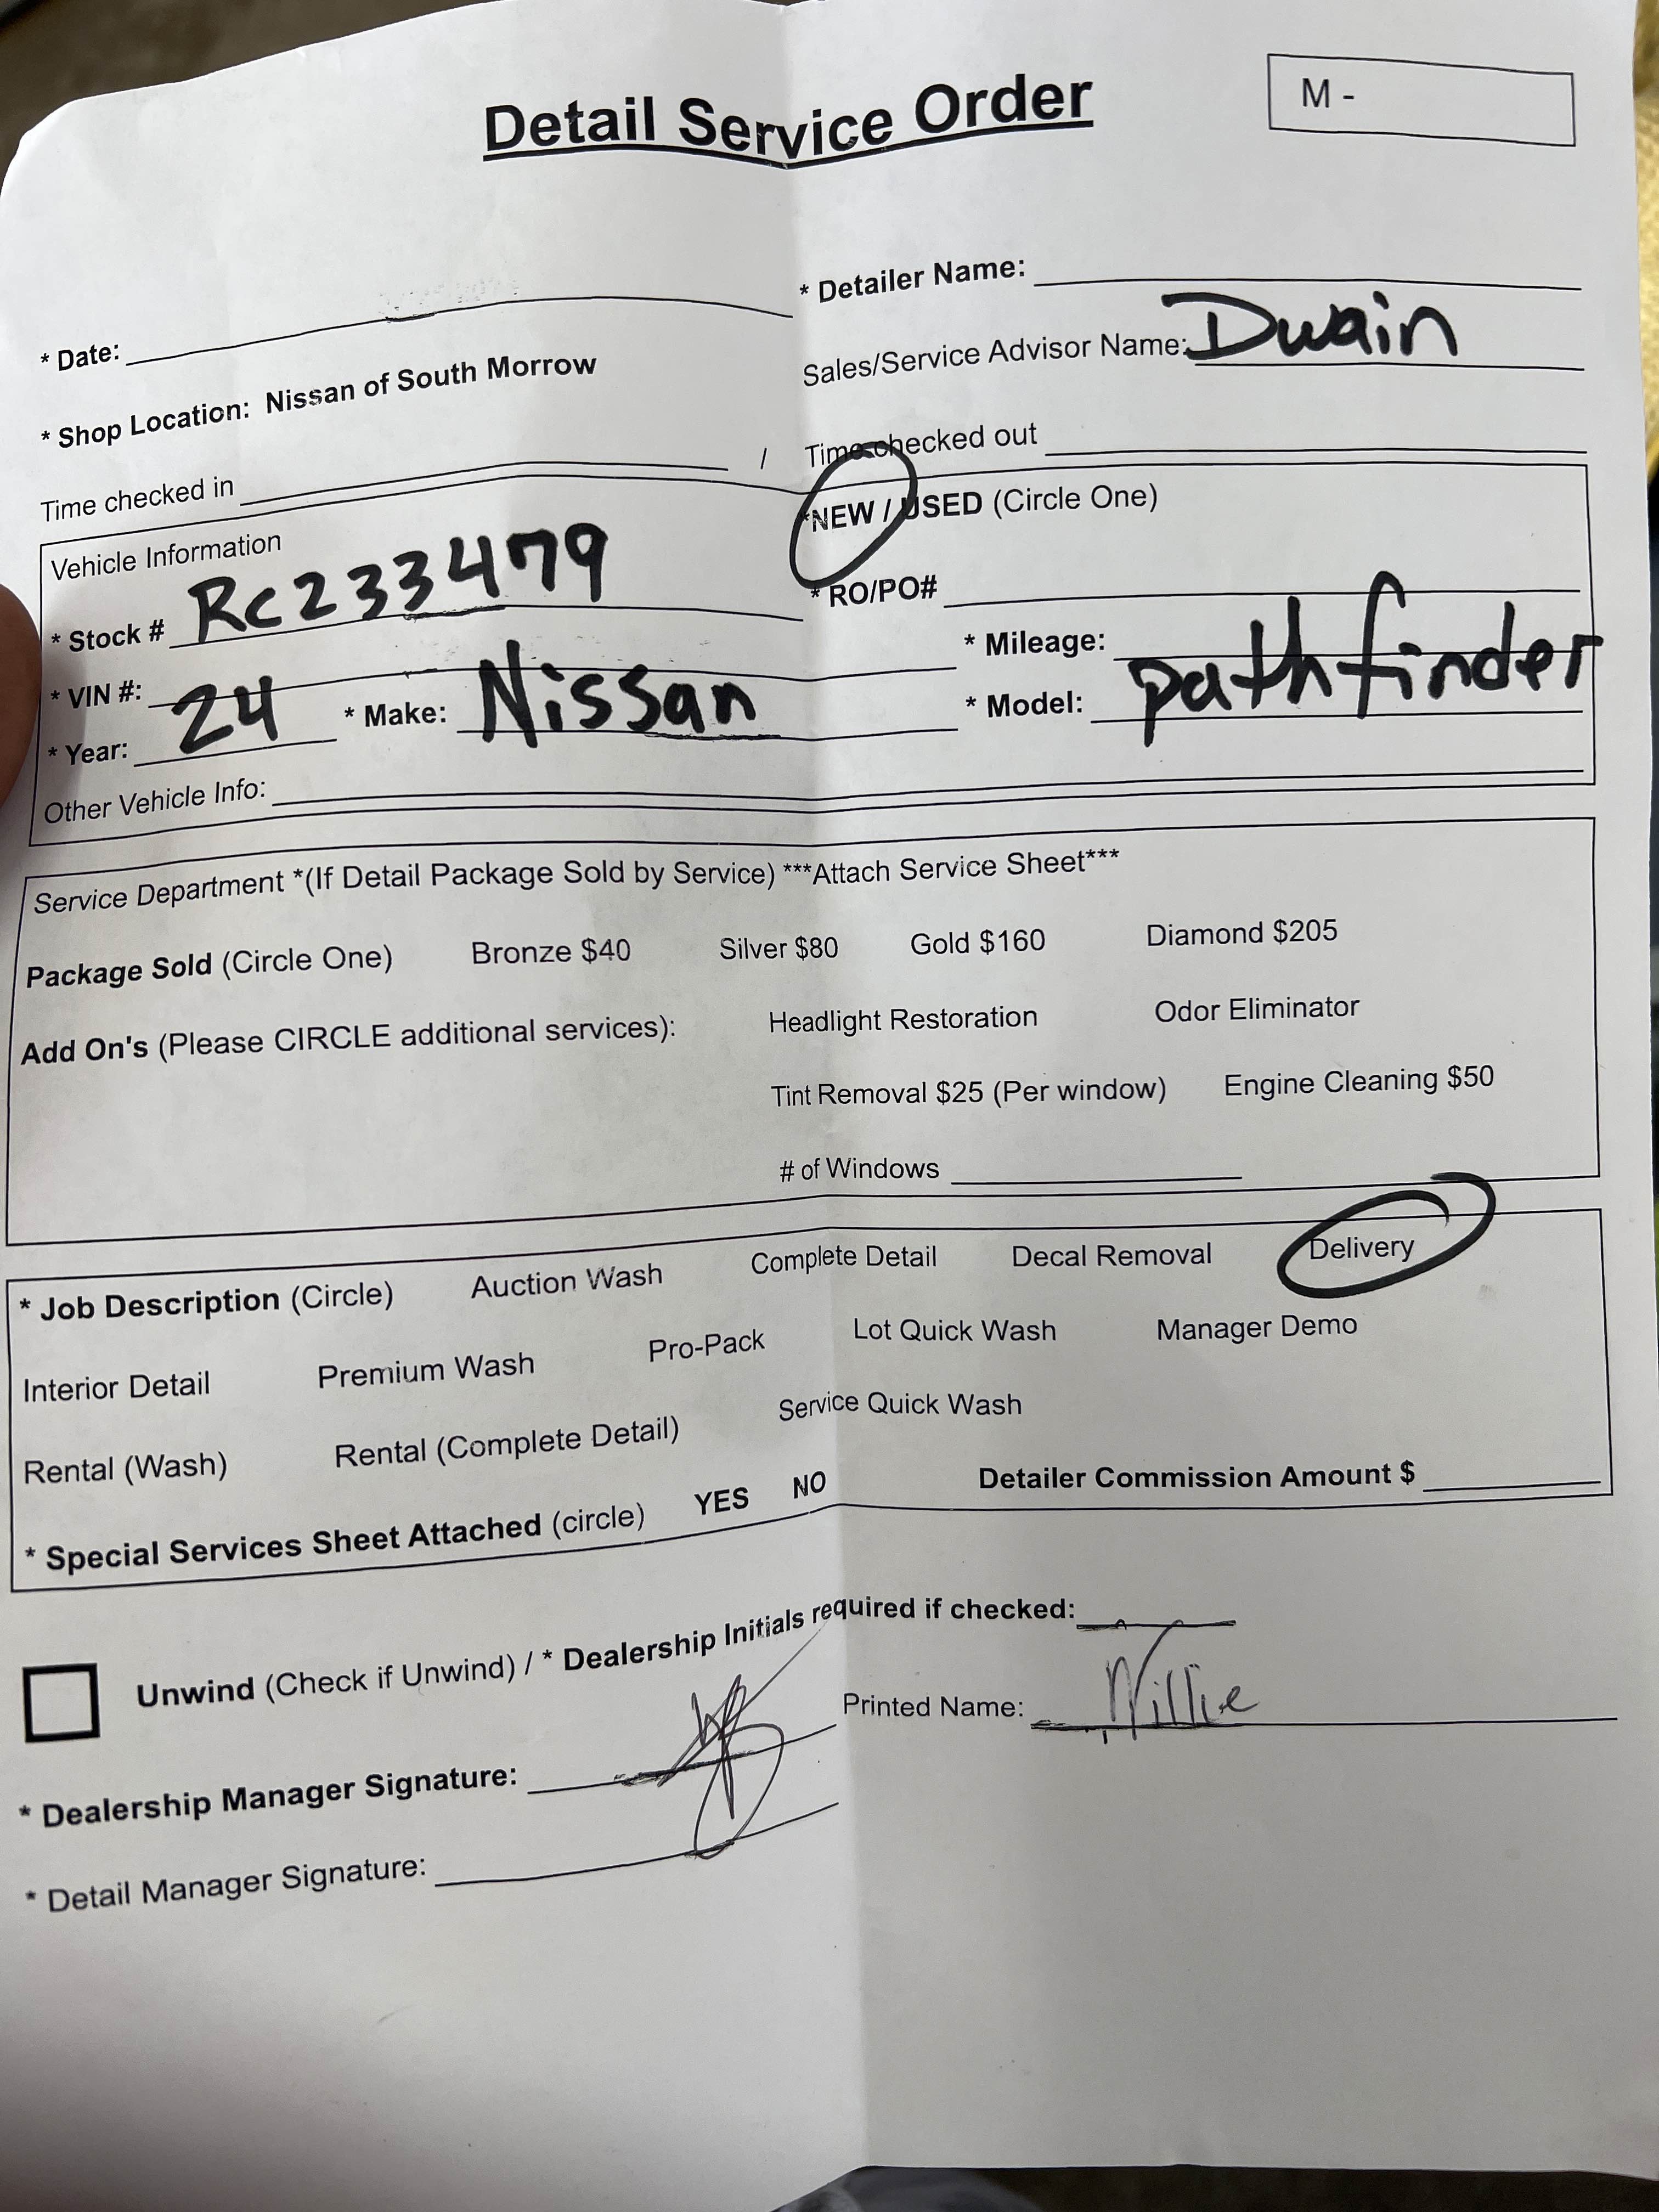 Detail Service Order
M -
* Date:
* Detailer Name:
* Shop Location: Nissan of South Morrow
Sales/Service Advisor Name: Dwain
Time checked in / Time checked out
Vehicle Information
*NEW / USED (Circle One)
* Stock # Rc233479
* RO/PO#
* VIN #:
* Mileage:
* Year: 24 * Make: Nissan * Model: pathfinder
Other Vehicle Info:
Service Department *(If Detail Package Sold by Service) ***Attach Service Sheet***
Package Sold (Circle One) Bronze $40 Silver $80 Gold $160 Diamond $205
Add On's (Please CIRCLE additional services): Headlight Restoration Odor Eliminator
Tint Removal $25 (Per window) Engine Cleaning $50
# of Windows
* Job Description (Circle) Auction Wash Complete Detail Decal Removal Delivery
Interior Detail Premium Wash Pro-Pack Lot Quick Wash Manager Demo
Rental (Wash) Rental (Complete Detail) Service Quick Wash
* Special Services Sheet Attached (circle) YES NO Detailer Commission Amount $
Unwind (Check if Unwind) / * Dealership Initials required if checked:
* Dealership Manager Signature:
Printed Name: Willie
* Detail Manager Signature: